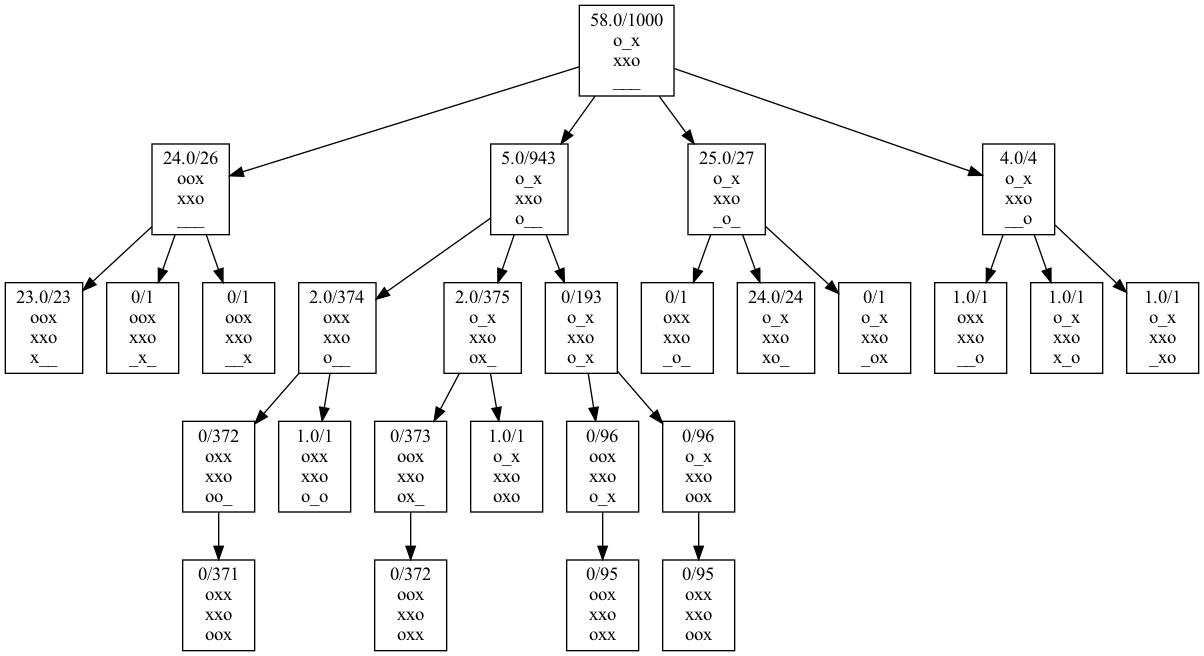 58.0/1000
o_x
xxo
___
24.0/26
oox
xxo
___
5.0/943
o_x
xxo
o__
25.0/27
o_x
xxo
_o_
4.0/4
o_x
xxo
__o
23.0/23
oox
xxo
x__
0/1
oox
xxo
_x_
0/1
oox
xxo
__x
2.0/374
oxx
xxo
o__
2.0/375
o_x
xxo
ox_
0/193
o_x
xxo
o_x
0/1
oxx
xxo
_o_
24.0/24
o_x
xxo
xo_
0/1
o_x
xxo
_ox
1.0/1
oxx
xxo
__o
1.0/1
o_x
xxo
x_o
1.0/1
o_x
xxo
_xo
0/372
oxx
xxo
oo_
1.0/1
oxx
xxo
o_o
0/373
oox
xxo
ox_
1.0/1
o_x
xxo
oxo
0/96
oox
xxo
o_x
0/96
o_x
xxo
oox
0/371
oxx
xxo
oox
0/372
oox
xxo
oxx
0/95
oox
xxo
oxx
0/95
oxx
xxo
oox